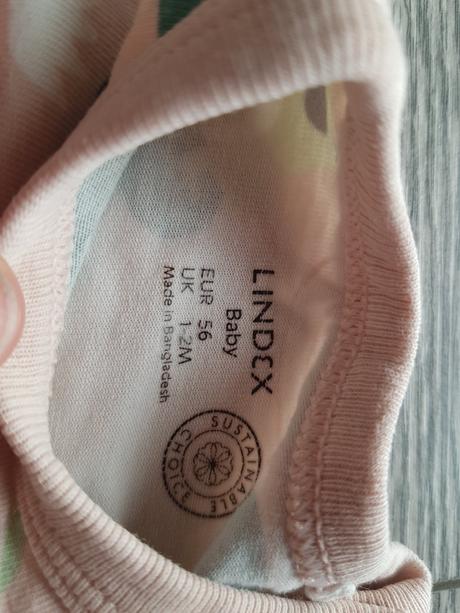 LINDEX
Baby
EUR 56
UK 1-2M
Made in Bangladesh
SUSTAINABLE
CHOICE